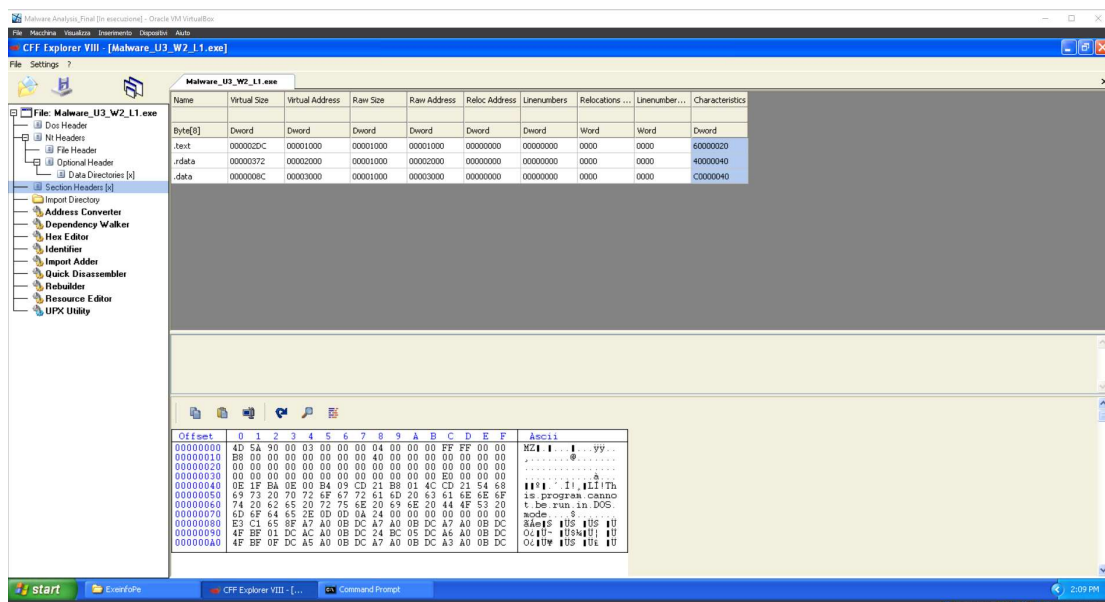 Malware Analysis_Final [In esecuzione] - Oracle VM VirtualBox
File Macchina Visualizza Inserimento Dispositivi Aiuto
CFF Explorer VIII - [Malware_U3_W2_L1.exe]
File Settings ?
Malware_U3_W2_L1.exe
File: Malware_U3_W2_L1.exe
Dos Header
Nt Headers
File Header
Optional Header
Data Directories [x]
Section Headers [x]
Import Directory
Address Converter
Dependency Walker
Hex Editor
Identifier
Import Adder
Quick Disassembler
Rebuilder
Resource Editor
UPX Utility
Name Virtual Size Virtual Address Raw Size Raw Address Reloc Address Linenumbers Relocations ... Linenumber... Characteristics
Byte[8] Dword Dword Dword Dword Dword Dword Word Word Dword
.text 000002DC 00001000 00001000 00001000 00000000 00000000 0000 0000 60000020
.rdata 00000372 00002000 00001000 00002000 00000000 00000000 0000 0000 40000040
.data 0000008C 00003000 00001000 00003000 00000000 00000000 0000 0000 C0000040
Offset 0 1 2 3 4 5 6 7 8 9 A B C D E F Ascii
00000000 4D 5A 90 00 03 00 00 00 04 00 00 00 FF FF 00 00 MZ ÿÿ..
00000010 B8 00 00 00 00 00 00 00 40 00 00 00 00 00 00 00 ¸.......@.......
00000020 00 00 00 00 00 00 00 00 00 00 00 00 00 00 00 00 ................
00000030 00 00 00 00 00 00 00 00 00 00 00 00 E0 00 00 00 ............à...
00000040 0E 1F BA 0E 00 B4 09 CD 21 B8 01 4C CD 21 54 68 LÍ!Th
00000050 69 73 20 70 72 6F 67 72 61 6D 20 63 61 6E 6E 6F is.program.canno
00000060 74 20 62 65 20 72 75 6E 20 69 6E 20 44 4F 53 20 t.be.run.in.DOS.
00000070 6D 6F 64 65 2E 0D 0D 0A 24 00 00 00 00 00 00 00 mode....$.......
00000080 E3 C1 65 8F A7 A0 0B DC A7 A0 0B DC A7 A0 0B DC
00000090 4F BF 01 DC AC A0 0B DC 24 BC 05 DC A6 A0 0B DC
000000A0 4F BF 0F DC A5 A0 0B DC A7 A0 0B DC A3 A0 0B DC
start ExeinfoPe CFF Explorer VIII - [... Command Prompt 2:09 PM